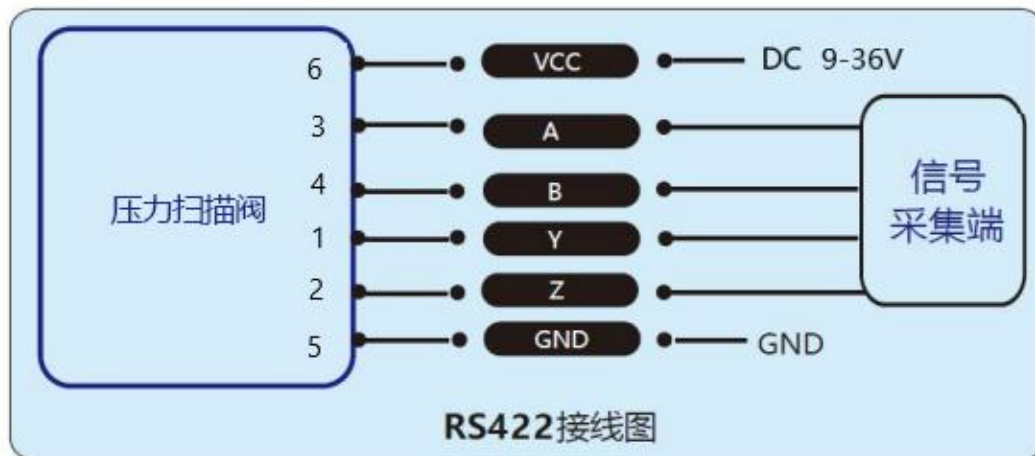 6 VCC DC 9-36V
3 A
4 B
信号
采集端
压力扫描阀
1 Y
2 Z
5 GND GND
RS422接线图